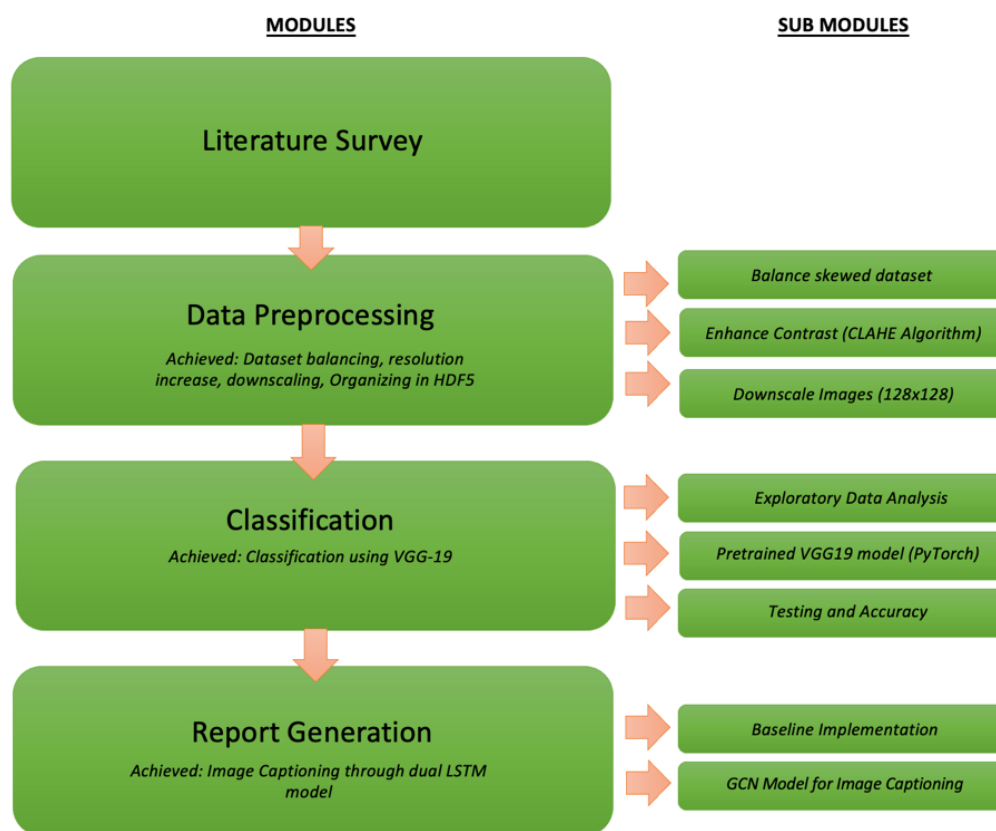 MODULES
SUB MODULES
Literature Survey
Data Preprocessing
Achieved: Dataset balancing, resolution
increase, downscaling, Organizing in HDF5
Balance skewed dataset
Enhance Contrast (CLAHE Algorithm)
Downscale Images (128x128)
Classification
Achieved: Classification using VGG-19
Exploratory Data Analysis
Pretrained VGG19 model (PyTorch)
Testing and Accuracy
Report Generation
Achieved: Image Captioning through dual LSTM
model
Baseline Implementation
GCN Model for Image Captioning